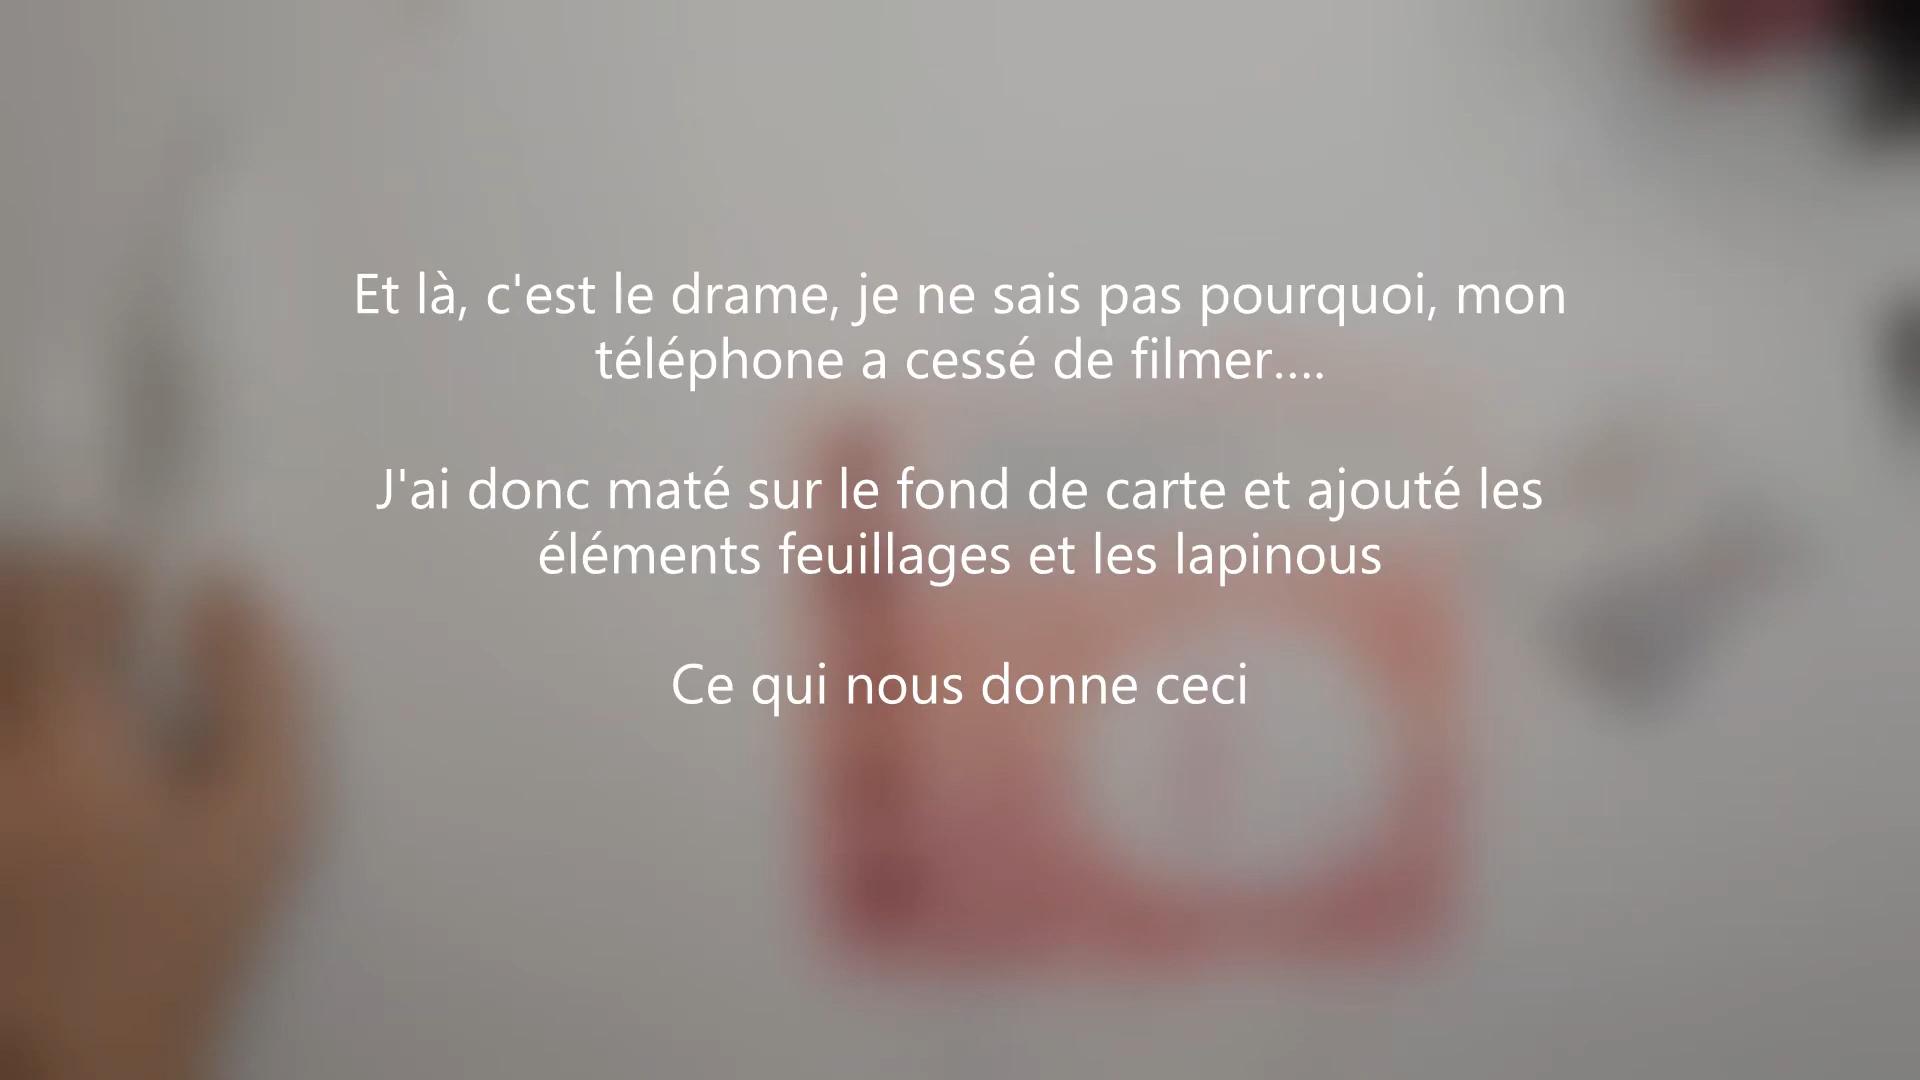 Et là, c'est le drame, je ne sais pas pourquoi, mon
téléphone a cessé de filmer....
J'ai donc maté sur le fond de carte et ajouté les
éléments feuillages et les lapinous
Ce qui nous donne ceci